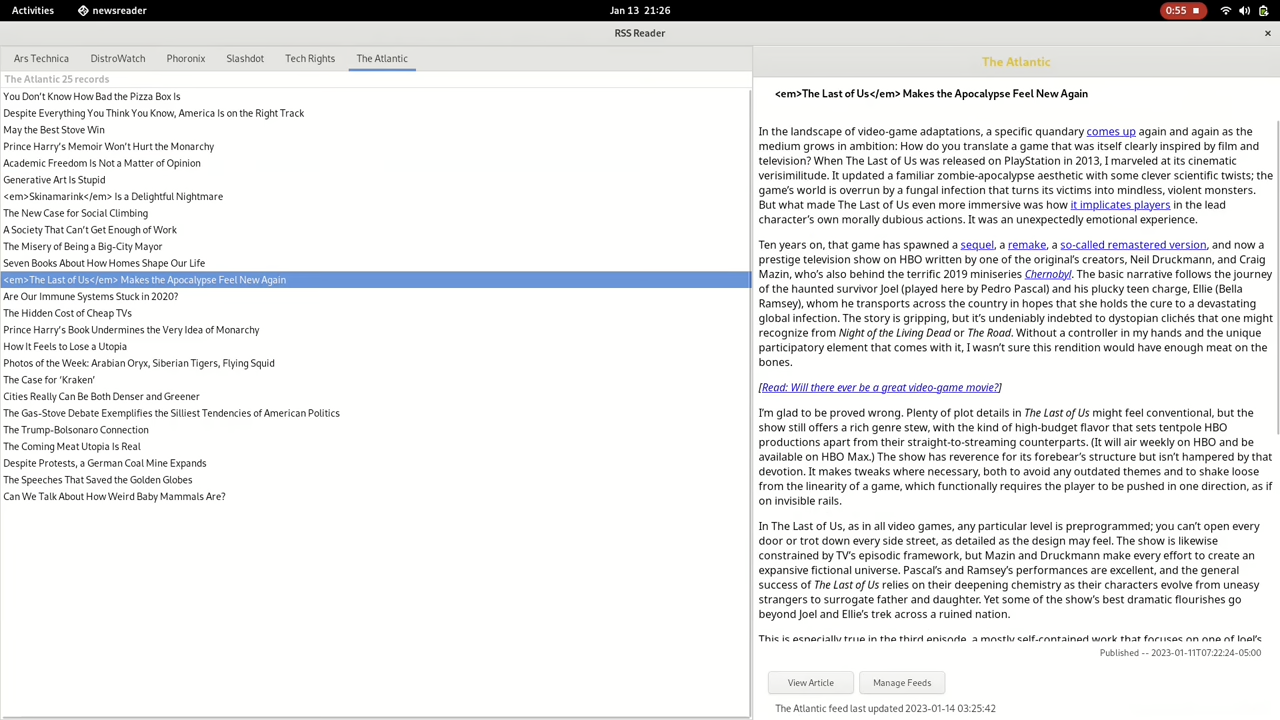 Activities
newsreader
Jan 13 21:26
0:55
RSS Reader
×
Ars Technica
DistroWatch
Phoronix
Slashdot
Tech Rights
The Atlantic
The Atlantic 25 records
You Don’t Know How Bad the Pizza Box Is
Despite Everything You Think You Know, America Is on the Right Track
May the Best Stove Win
Prince Harry’s Memoir Won’t Hurt the Monarchy
Academic Freedom Is Not a Matter of Opinion
Generative Art Is Stupid
<em>Skinamarink</em> Is a Delightful Nightmare
The New Case for Social Climbing
A Society That Can’t Get Enough of Work
The Misery of Being a Big-City Mayor
Seven Books About How Homes Shape Our Life
<em>The Last of Us</em> Makes the Apocalypse Feel New Again
Are Our Immune Systems Stuck in 2020?
The Hidden Cost of Cheap TVs
Prince Harry’s Book Undermines the Very Idea of Monarchy
How It Feels to Lose a Utopia
Photos of the Week: Arabian Oryx, Siberian Tigers, Flying Squid
The Case for ‘Kraken’
Cities Really Can Be Both Denser and Greener
The Gas-Stove Debate Exemplifies the Silliest Tendencies of American Politics
The Trump-Bolsonaro Connection
The Coming Meat Utopia Is Real
Despite Protests, a German Coal Mine Expands
The Speeches That Saved the Golden Globes
Can We Talk About How Weird Baby Mammals Are?
The Atlantic
<em>The Last of Us</em> Makes the Apocalypse Feel New Again
In the landscape of video-game adaptations, a specific quandary comes up again and again as the
medium grows in ambition: How do you translate a game that was itself clearly inspired by film and
television? When The Last of Us was released on PlayStation in 2013, I marveled at its cinematic
verisimilitude. It updated a familiar zombie-apocalypse aesthetic with some clever scientific twists; the
game’s world is overrun by a fungal infection that turns its victims into mindless, violent monsters.
But what made The Last of Us even more immersive was how it implicates players in the lead
character’s own morally dubious actions. It was an unexpectedly emotional experience.
Ten years on, that game has spawned a sequel, a remake, a so-called remastered version, and now a
prestige television show on HBO written by one of the original’s creators, Neil Druckmann, and Craig
Mazin, who’s also behind the terrific 2019 miniseries Chernobyl. The basic narrative follows the journey
of the haunted survivor Joel (played here by Pedro Pascal) and his plucky teen charge, Ellie (Bella
Ramsey), whom he transports across the country in hopes that she holds the cure to a devastating
global infection. The story is gripping, but it’s undeniably indebted to dystopian clichés that one might
recognize from Night of the Living Dead or The Road. Without a controller in my hands and the unique
participatory element that comes with it, I wasn’t sure this rendition would have enough meat on the
bones.
[Read: Will there ever be a great video-game movie?]
I’m glad to be proved wrong. Plenty of plot details in The Last of Us might feel conventional, but the
show still offers a rich genre stew, with the kind of high-budget flavor that sets tentpole HBO
productions apart from their straight-to-streaming counterparts. (It will air weekly on HBO and be
available on HBO Max.) The show has reverence for its forebear’s structure but isn’t hampered by that
devotion. It makes tweaks where necessary, both to avoid any outdated themes and to shake loose
from the linearity of a game, which functionally requires the player to be pushed in one direction, as if
on invisible rails.
In The Last of Us, as in all video games, any particular level is preprogrammed; you can’t open every
door or trot down every side street, as detailed as the design may feel. The show is likewise
constrained by TV’s episodic framework, but Mazin and Druckmann make every effort to create an
expansive fictional universe. Pascal’s and Ramsey’s performances are excellent, and the general
success of The Last of Us relies on their deepening chemistry as their characters evolve from uneasy
strangers to surrogate father and daughter. Yet some of the show’s best dramatic flourishes go
beyond Joel and Ellie’s trek across a ruined nation.
This is especially true in the third episode, a mostly self-contained work that focuses on one of Joel’s
Published -- 2023-01-11T07:22:24-05:00
View Article
Manage Feeds
The Atlantic feed last updated 2023-01-14 03:25:42